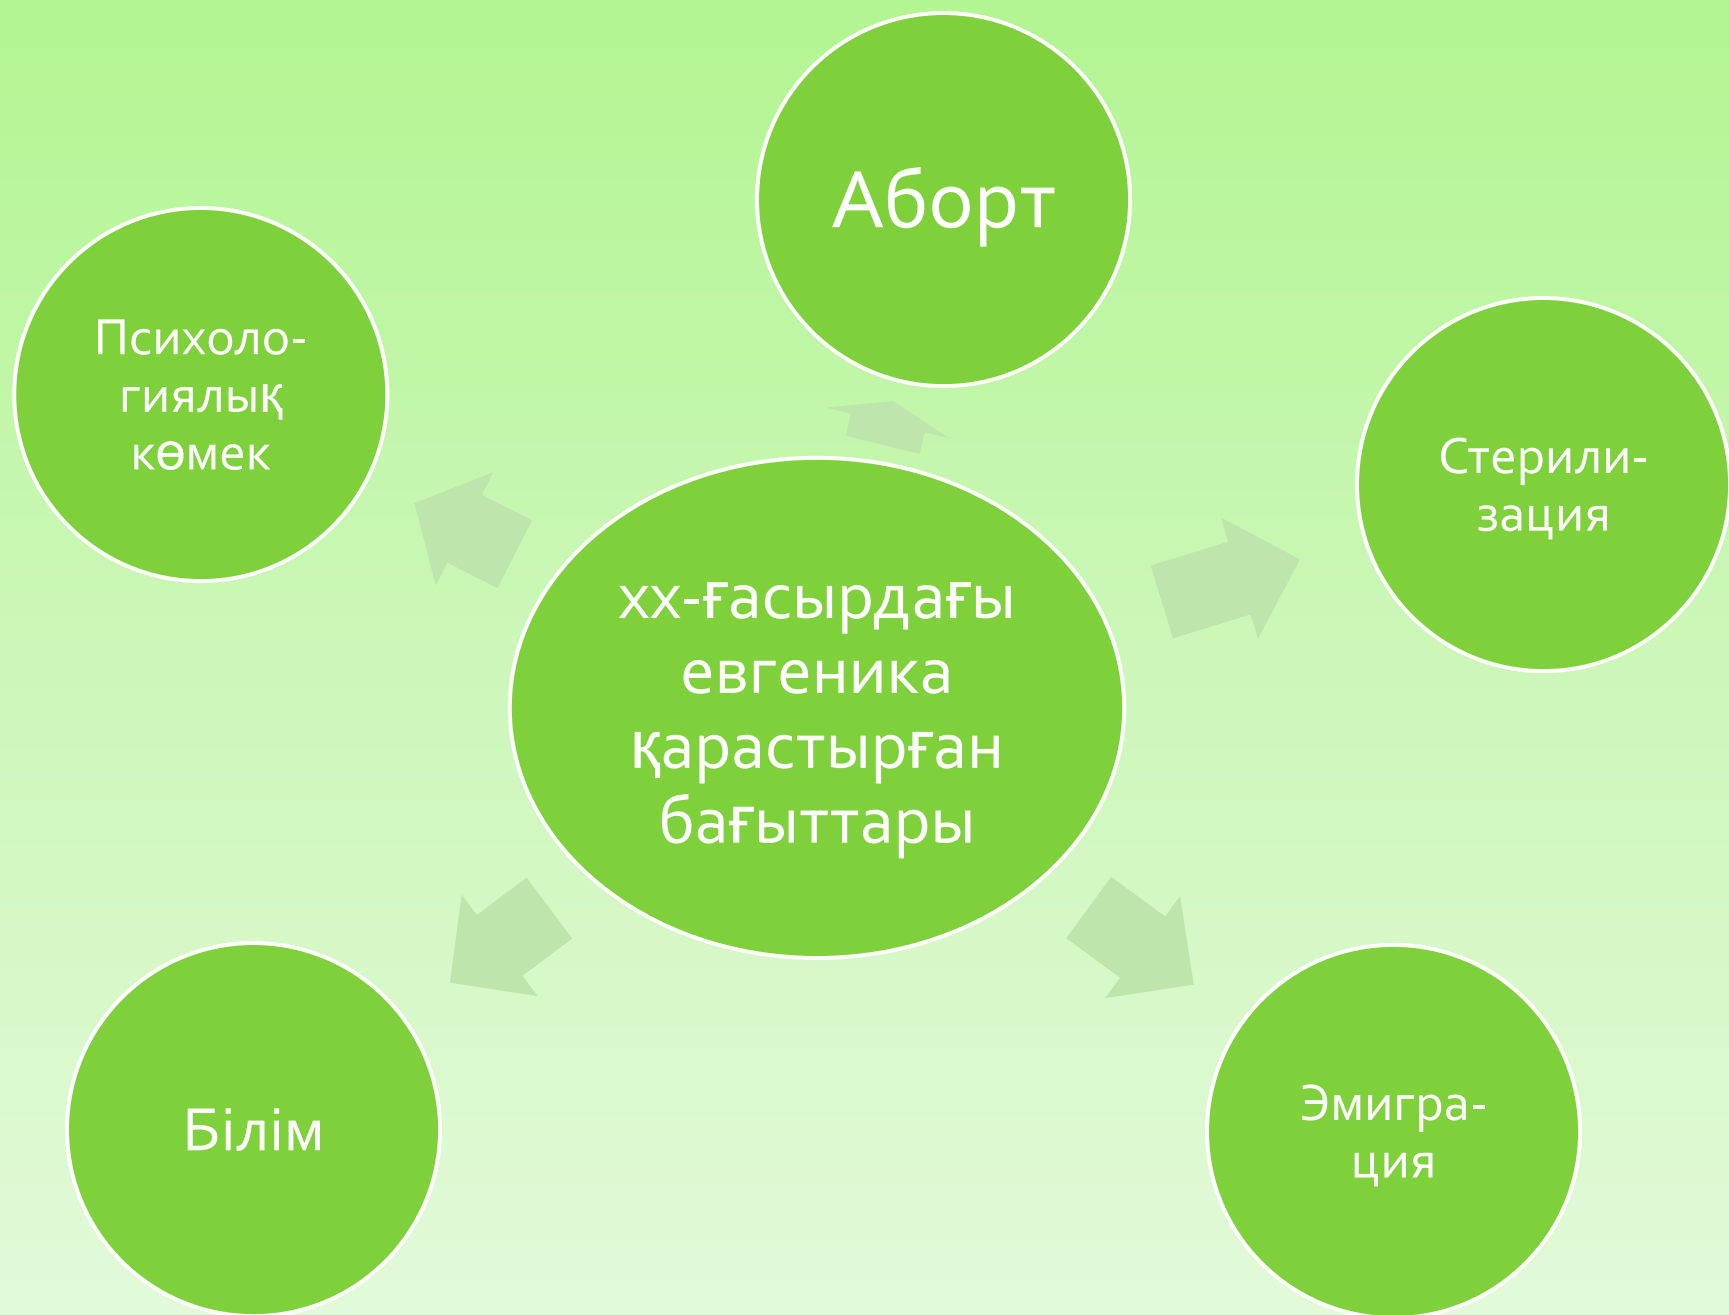 Аборт
Психоло-
гиялық
көмек
Стерили-
зация
хх-ғасырдағы
евгеника
қарастырған
бағыттары
Білім
Эмигра-
ция